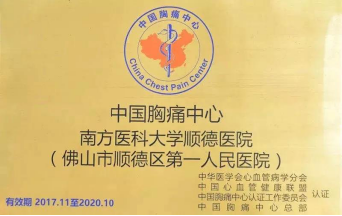 中国胸痛中心
China Chest Pain Center
中国胸痛中心
南方医科大学顺德医院
（佛山市顺德区第一人民医院）
中华医学会心血管病学分会
中国心血管健康联盟
中国胸痛中心认证工作委员会 认证
中国胸痛中心总部
有效期 2017.11至2020.10